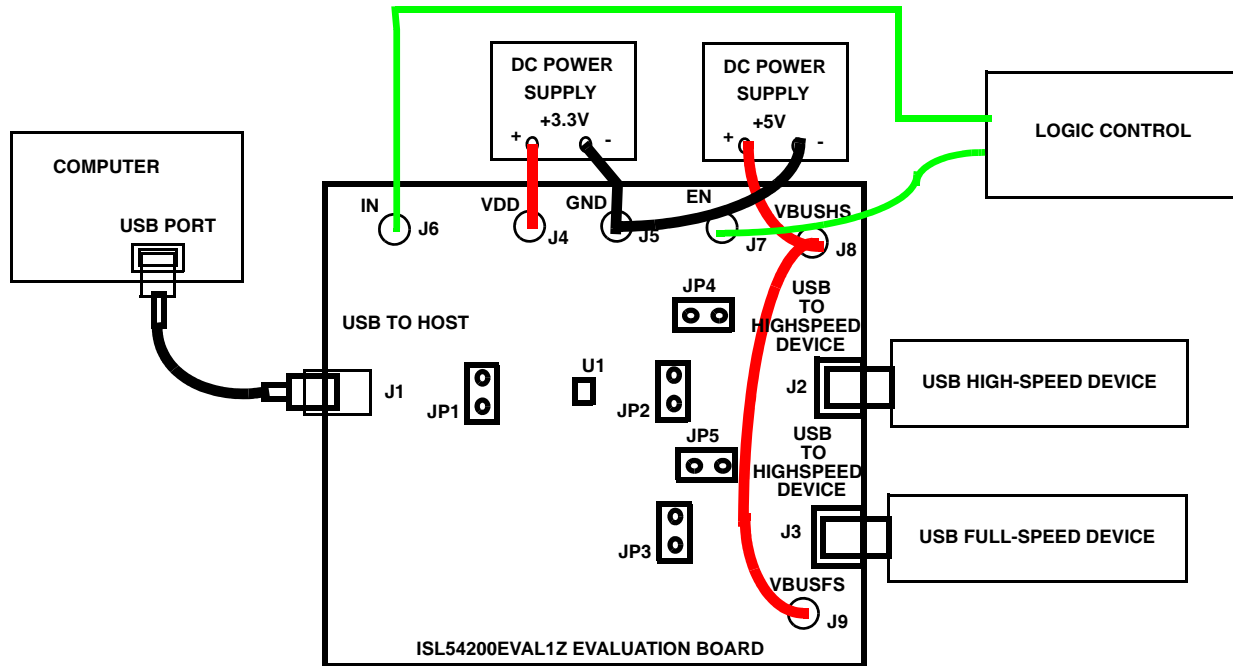 DC POWER
SUPPLY
+3.3V
+ -
DC POWER
SUPPLY
+5V
+ -
LOGIC CONTROL
COMPUTER
USB PORT
IN
J6
VDD
J4
GND
J5
EN
J7
VBUSHS
J8
JP4
USB
TO
HIGHSPEED
DEVICE
USB TO HOST
J1
JP1
U1
JP2
J2
USB HIGH-SPEED DEVICE
JP5
USB
TO
HIGHSPEED
DEVICE
JP3
J3
USB FULL-SPEED DEVICE
VBUSFS
J9
ISL54200EVAL1Z EVALUATION BOARD